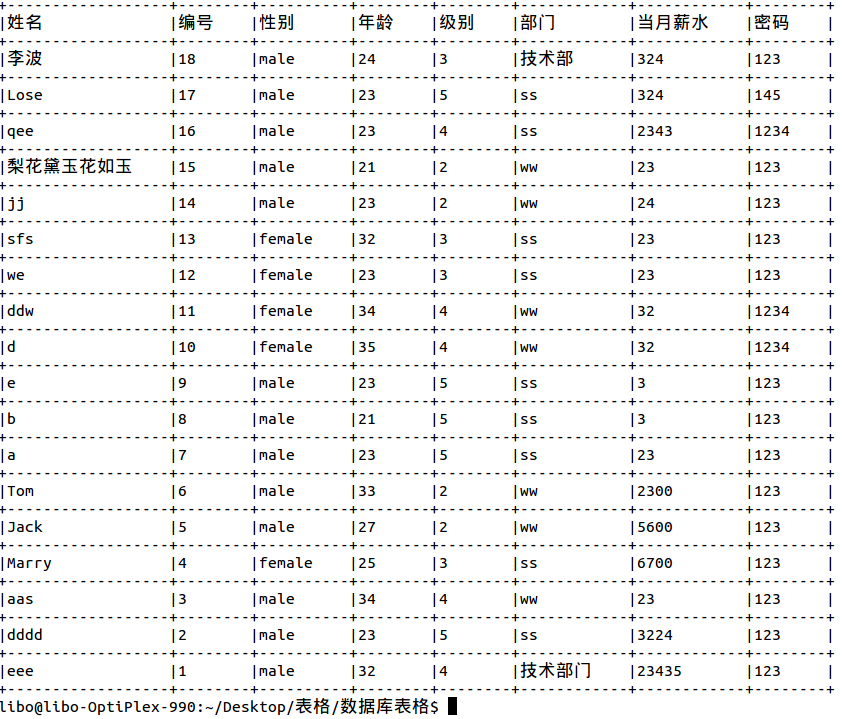 |姓名 |编号 |性别 |年龄 |级别 |部门 |当月薪水 |密码 |
|李波 |18 |male |24 |3 |技术部 |324 |123 |
|Lose |17 |male |23 |5 |ss |324 |145 |
|qee |16 |male |23 |4 |ss |2343 |1234 |
|梨花黛玉花如玉 |15 |male |21 |2 |ww |23 |123 |
|jj |14 |male |23 |2 |ww |24 |123 |
|sfs |13 |female |32 |3 |ss |23 |123 |
|we |12 |female |23 |3 |ss |23 |123 |
|ddw |11 |female |34 |4 |ww |32 |1234 |
|d |10 |female |35 |4 |ww |32 |1234 |
|e |9 |male |23 |5 |ss |3 |123 |
|b |8 |male |21 |5 |ss |3 |123 |
|a |7 |male |23 |5 |ss |23 |123 |
|Tom |6 |male |33 |2 |ww |2300 |123 |
|Jack |5 |male |27 |2 |ww |5600 |123 |
|Marry |4 |female |25 |3 |ss |6700 |123 |
|aas |3 |male |34 |4 |ww |23 |123 |
|dddd |2 |male |23 |5 |ss |3224 |123 |
|eee |1 |male |32 |4 |技术部门 |23435 |123 |
libo@libo-OptiPlex-990:~/Desktop/表格/数据库表格$